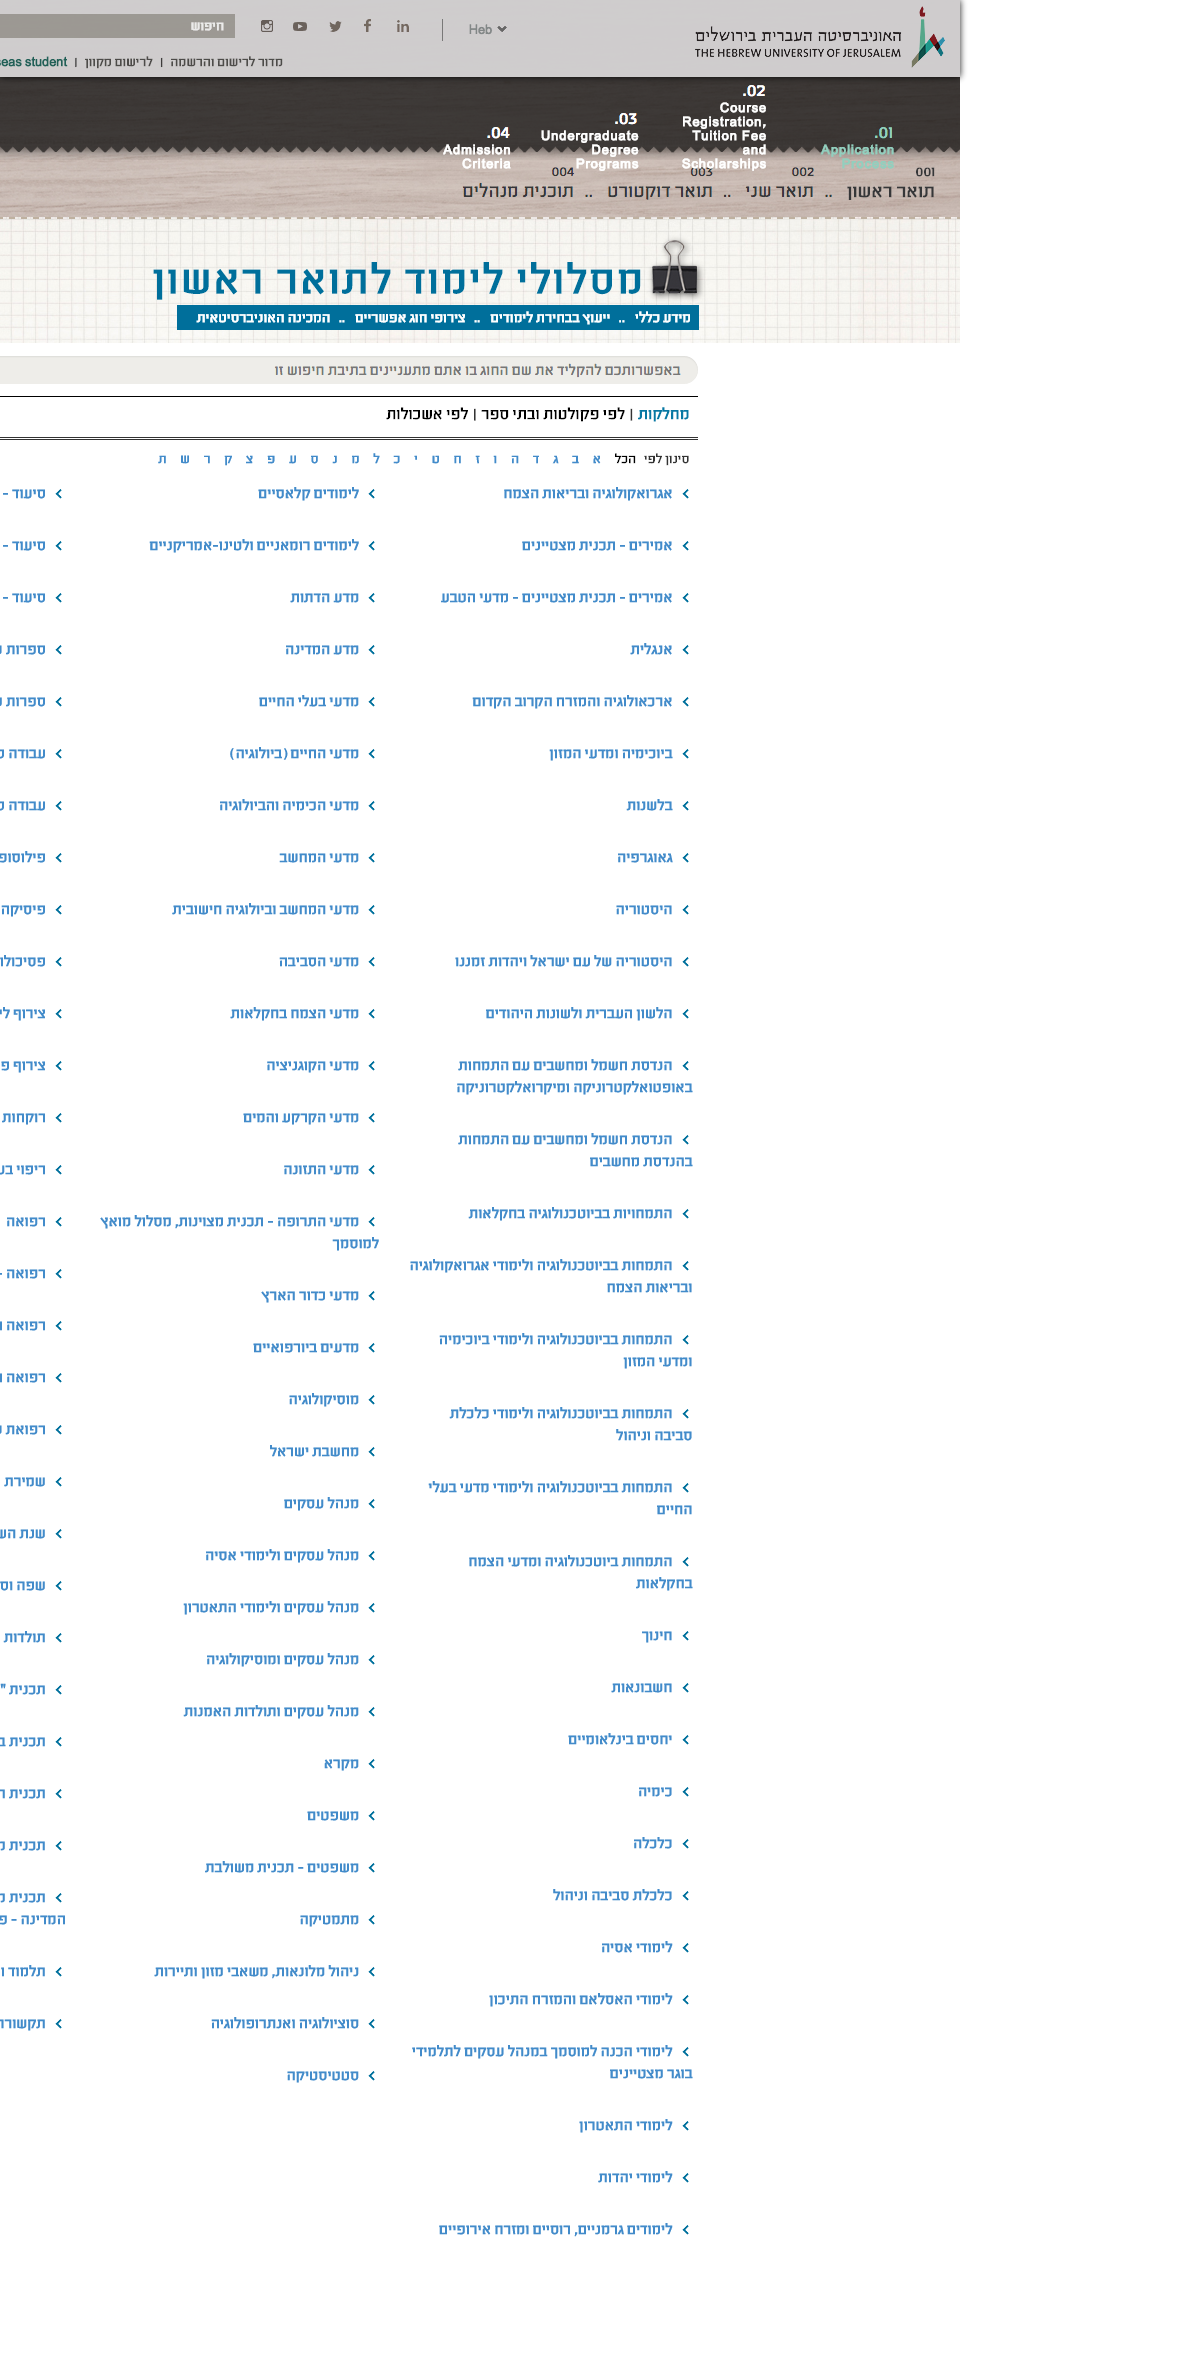 האוניברסיטה העברית בירושלים
THE HEBREW UNIVERSITY OF JERUSALEM
Heb
חיפוש
מדור לרישום והרשמה | לרישום מקוון | student
.01
Application
.02
Course
Registration,
Tuition Fee
and
Scholarships
.03
Undergraduate
Degree
Programs
.04
Admission
Criteria
001
תואר ראשון ..
002
תואר שני ..
003
תואר דוקטורט ..
004
תוכנית מנהלים
מסלולי לימוד לתואר ראשון
מידע כללי .. ייעוץ בבחירת לימודים .. צירופי חוג אפשריים .. המכינה האוניברסיטאית
באפשרותכם להקליד את שם החוג בו אתם מתעניינים בתיבת חיפוש זו
מחלקות | לפי פקולטות ובתי ספר | לפי אשכולות
סינון לפי הכל א ב ג ד ה ו ז ח ט י כ ל מ נ ס ע פ צ ק ר ש ת
אגרואקולוגיה ובריאות הצמח
אמירים - תכנית מצטיינים
אמירים - תכנית מצטיינים - מדעי הטבע
אנגלית
ארכאולוגיה והמזרח הקרוב הקדום
ביוכימיה ומדעי המזון
בלשנות
גאוגרפיה
היסטוריה
היסטוריה של עם ישראל ויהדות זמננו
הלשון העברית ולשונות היהודים
הנדסת חשמל ומחשבים עם התמחות
באופטואלקטרוניקה ומיקרואלקטרוניקה
הנדסת חשמל ומחשבים עם התמחות
בהנדסת מחשבים
התמחויות בביוטכנולוגיה בחקלאות
התמחות בביוטכנולוגיה ולימודי אגרואקולוגיה
ובריאות הצמח
התמחות בביוטכנולוגיה ולימודי ביוכימיה
ומדעי המזון
התמחות בביוטכנולוגיה ולימודי כלכלת
סביבה וניהול
התמחות בביוטכנולוגיה ולימודי מדעי בעלי
החיים
התמחות ביוטכנולוגיה ומדעי הצמח
בחקלאות
חינוך
חשבונאות
יחסים בינלאומיים
כימיה
כלכלה
כלכלת סביבה וניהול
לימודי אסיה
לימודי האסלאם והמזרח התיכון
לימודי הכנה למוסמך במנהל עסקים לתלמידי
בוגר מצטיינים
לימודי התאטרון
לימודי יהדות
לימודים גרמניים, רוסיים ומזרח אירופיים
לימודים קלאסיים
לימודים רומאניים ולטינו-אמריקניים
מדע הדתות
מדע המדינה
מדעי בעלי החיים
מדעי החיים (ביולוגיה)
מדעי הכימיה והביולוגיה
מדעי המחשב
מדעי המחשב וביולוגיה חישובית
מדעי הסביבה
מדעי הצמח בחקלאות
מדעי הקוגניציה
מדעי הקרקע והמים
מדעי התזונה
מדעי התרופה - תכנית מצוינות, מסלול מואץ
למוסמך
מדעי כדור הארץ
מדעים ביורפואיים
מוסיקולוגיה
מחשבת ישראל
מנהל עסקים
מנהל עסקים ולימודי אסיה
מנהל עסקים ולימודי התאטרון
מנהל עסקים ומוסיקולוגיה
מנהל עסקים ותולדות האמנות
מקרא
משפטים
משפטים - תכנית משולבת
מתמטיקה
ניהול מלונאות, משאבי מזון ותיירות
סוציולוגיה ואנתרופולוגיה
סטטיסטיקה
סיעוד -
סיעוד -
סיעוד -
ספרות
ספרות
עבודה
עבודה
פיסיקה
צירוף
צירוף
רוקחות
ריפוי
רפואה
רפואה -
רפואה
רפואה
רפואת
שמירת
שנת
שפה
תולדות
תכנית "
תכנית
תכנית
תכנית
תכנית
המדינה -
תלמוד